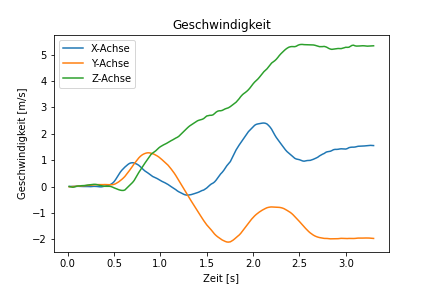 Geschwindigkeit
X-Achse
Y-Achse
Z-Achse
Geschwindigkeit [m/s]
5
4
3
2
1
0
−1
−2
0.0 0.5 1.0 1.5 2.0 2.5 3.0
Zeit [s]